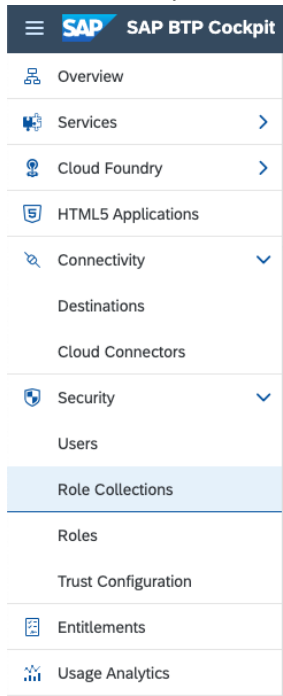 SAP SAP BTP Cockpit
Overview
Services
Cloud Foundry
5 HTML5 Applications
Connectivity
Destinations
Cloud Connectors
Security
Users
Role Collections
Roles
Trust Configuration
Entitlements
Usage Analytics